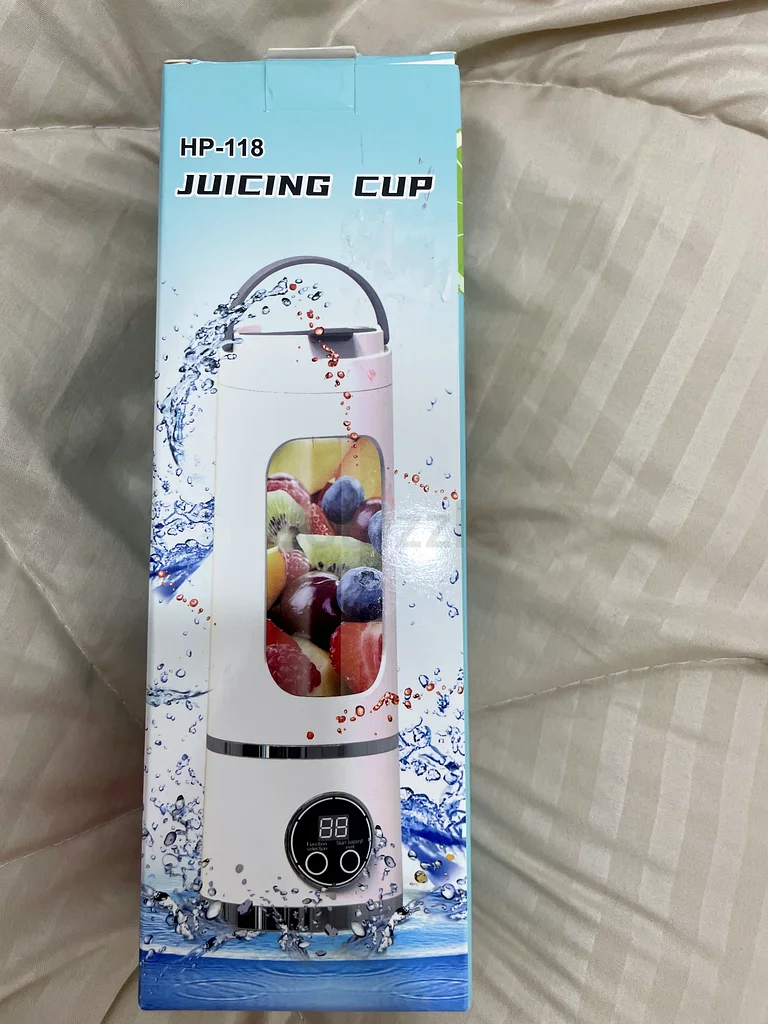 HP-118
JUICING CUP
88
Function
selection